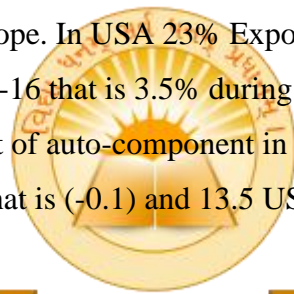 ope. In USA 23% Expo
-16 that is 3.5% during
t of auto-component in
hat is (-0.1) and 13.5 US